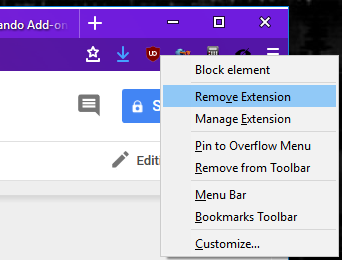 ando Add-on
Block element
Remove Extension
Manage Extension
Pin to Overflow Menu
Remove from Toolbar
Menu Bar
Bookmarks Toolbar
Customize...
S
Editi